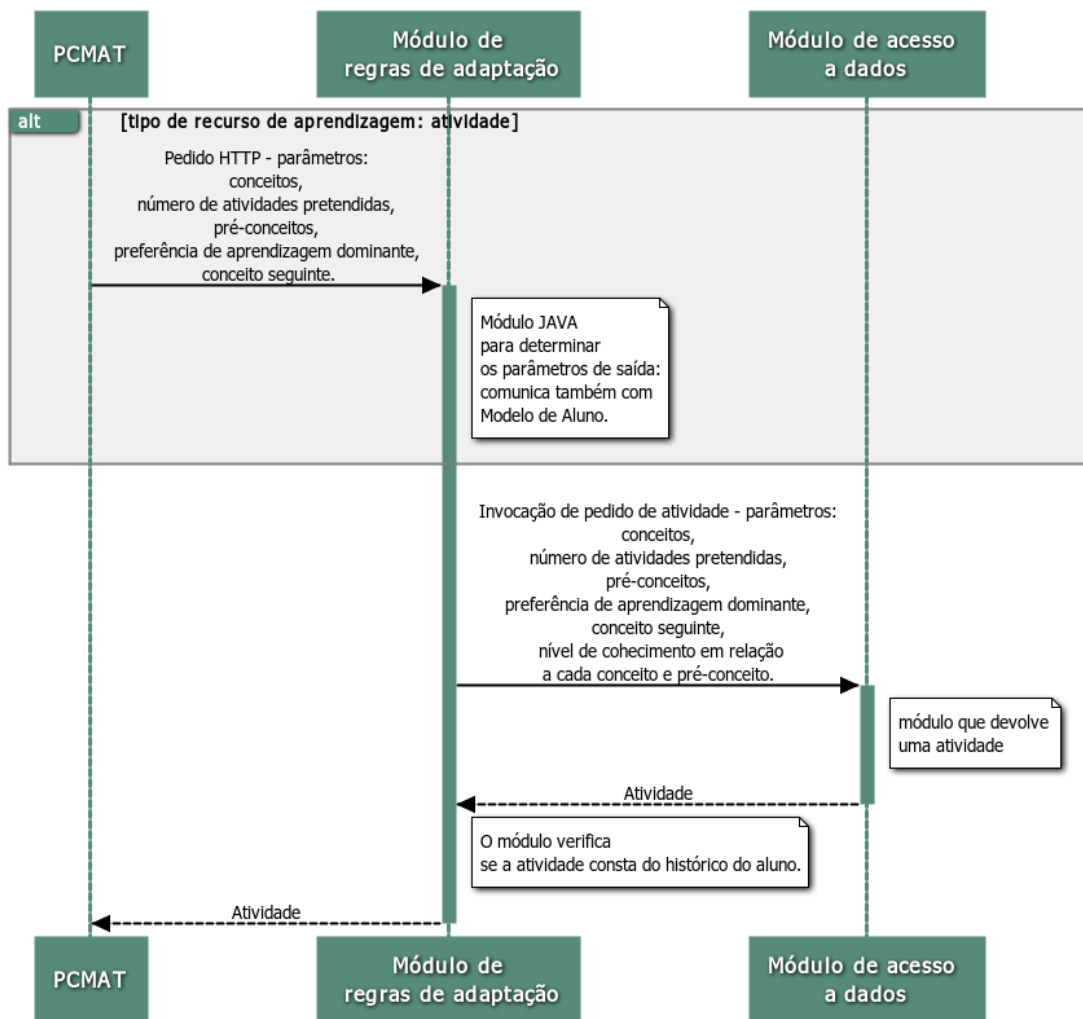 PCMAT
Módulo de
regras de adaptação
Módulo de acesso
a dados
alt
[tipo de recurso de aprendizagem: atividade]
Pedido HTTP - parâmetros:
conceitos,
número de atividades pretendidas,
pré-conceitos,
preferência de aprendizagem dominante,
conceito seguinte.
Módulo JAVA
para determinar
os parâmetros de saída:
comunica também com
Modelo de Aluno.
Invocação de pedido de atividade - parâmetros:
conceitos,
número de atividades pretendidas,
pré-conceitos,
preferência de aprendizagem dominante,
conceito seguinte,
nível de cohecimento em relação
a cada conceito e pré-conceito.
módulo que devolve
uma atividade
Atividade
O módulo verifica
se a atividade consta do histórico do aluno.
Atividade
PCMAT
Módulo de
regras de adaptação
Módulo de acesso
a dados